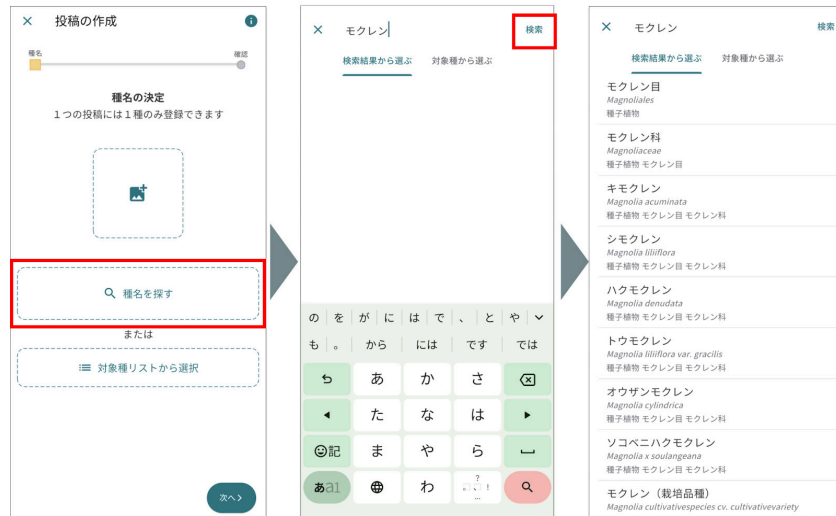 投稿の作成
種名
確認
種名の決定
1つの投稿には1種のみ登録できます
種名を探す
または
対象種リストから選択
次へ
モクレン
検索
検索結果から選ぶ 対象種から選ぶ
の を が に は で 、 と や
も 。 から には です では
あ か さ
た な は
記 ま や ら
あa1 わ 。、?!…
モクレン
検索
検索結果から選ぶ 対象種から選ぶ
モクレン目
Magnoliales
種子植物
モクレン科
Magnoliaceae
種子植物 モクレン目
キモクレン
Magnolia acuminata
種子植物 モクレン目 モクレン科
シモクレン
Magnolia liliiflora
種子植物 モクレン目 モクレン科
ハクモクレン
Magnolia denudata
種子植物 モクレン目 モクレン科
トウモクレン
Magnolia liliiflora var. gracilis
種子植物 モクレン目 モクレン科
オウザンモクレン
Magnolia cylindrica
種子植物 モクレン目 モクレン科
ソコベニハクモクレン
Magnolia x soulangeana
種子植物 モクレン目 モクレン科
モクレン（栽培品種）
Magnolia cultivativespecies cv. cultivativevariety